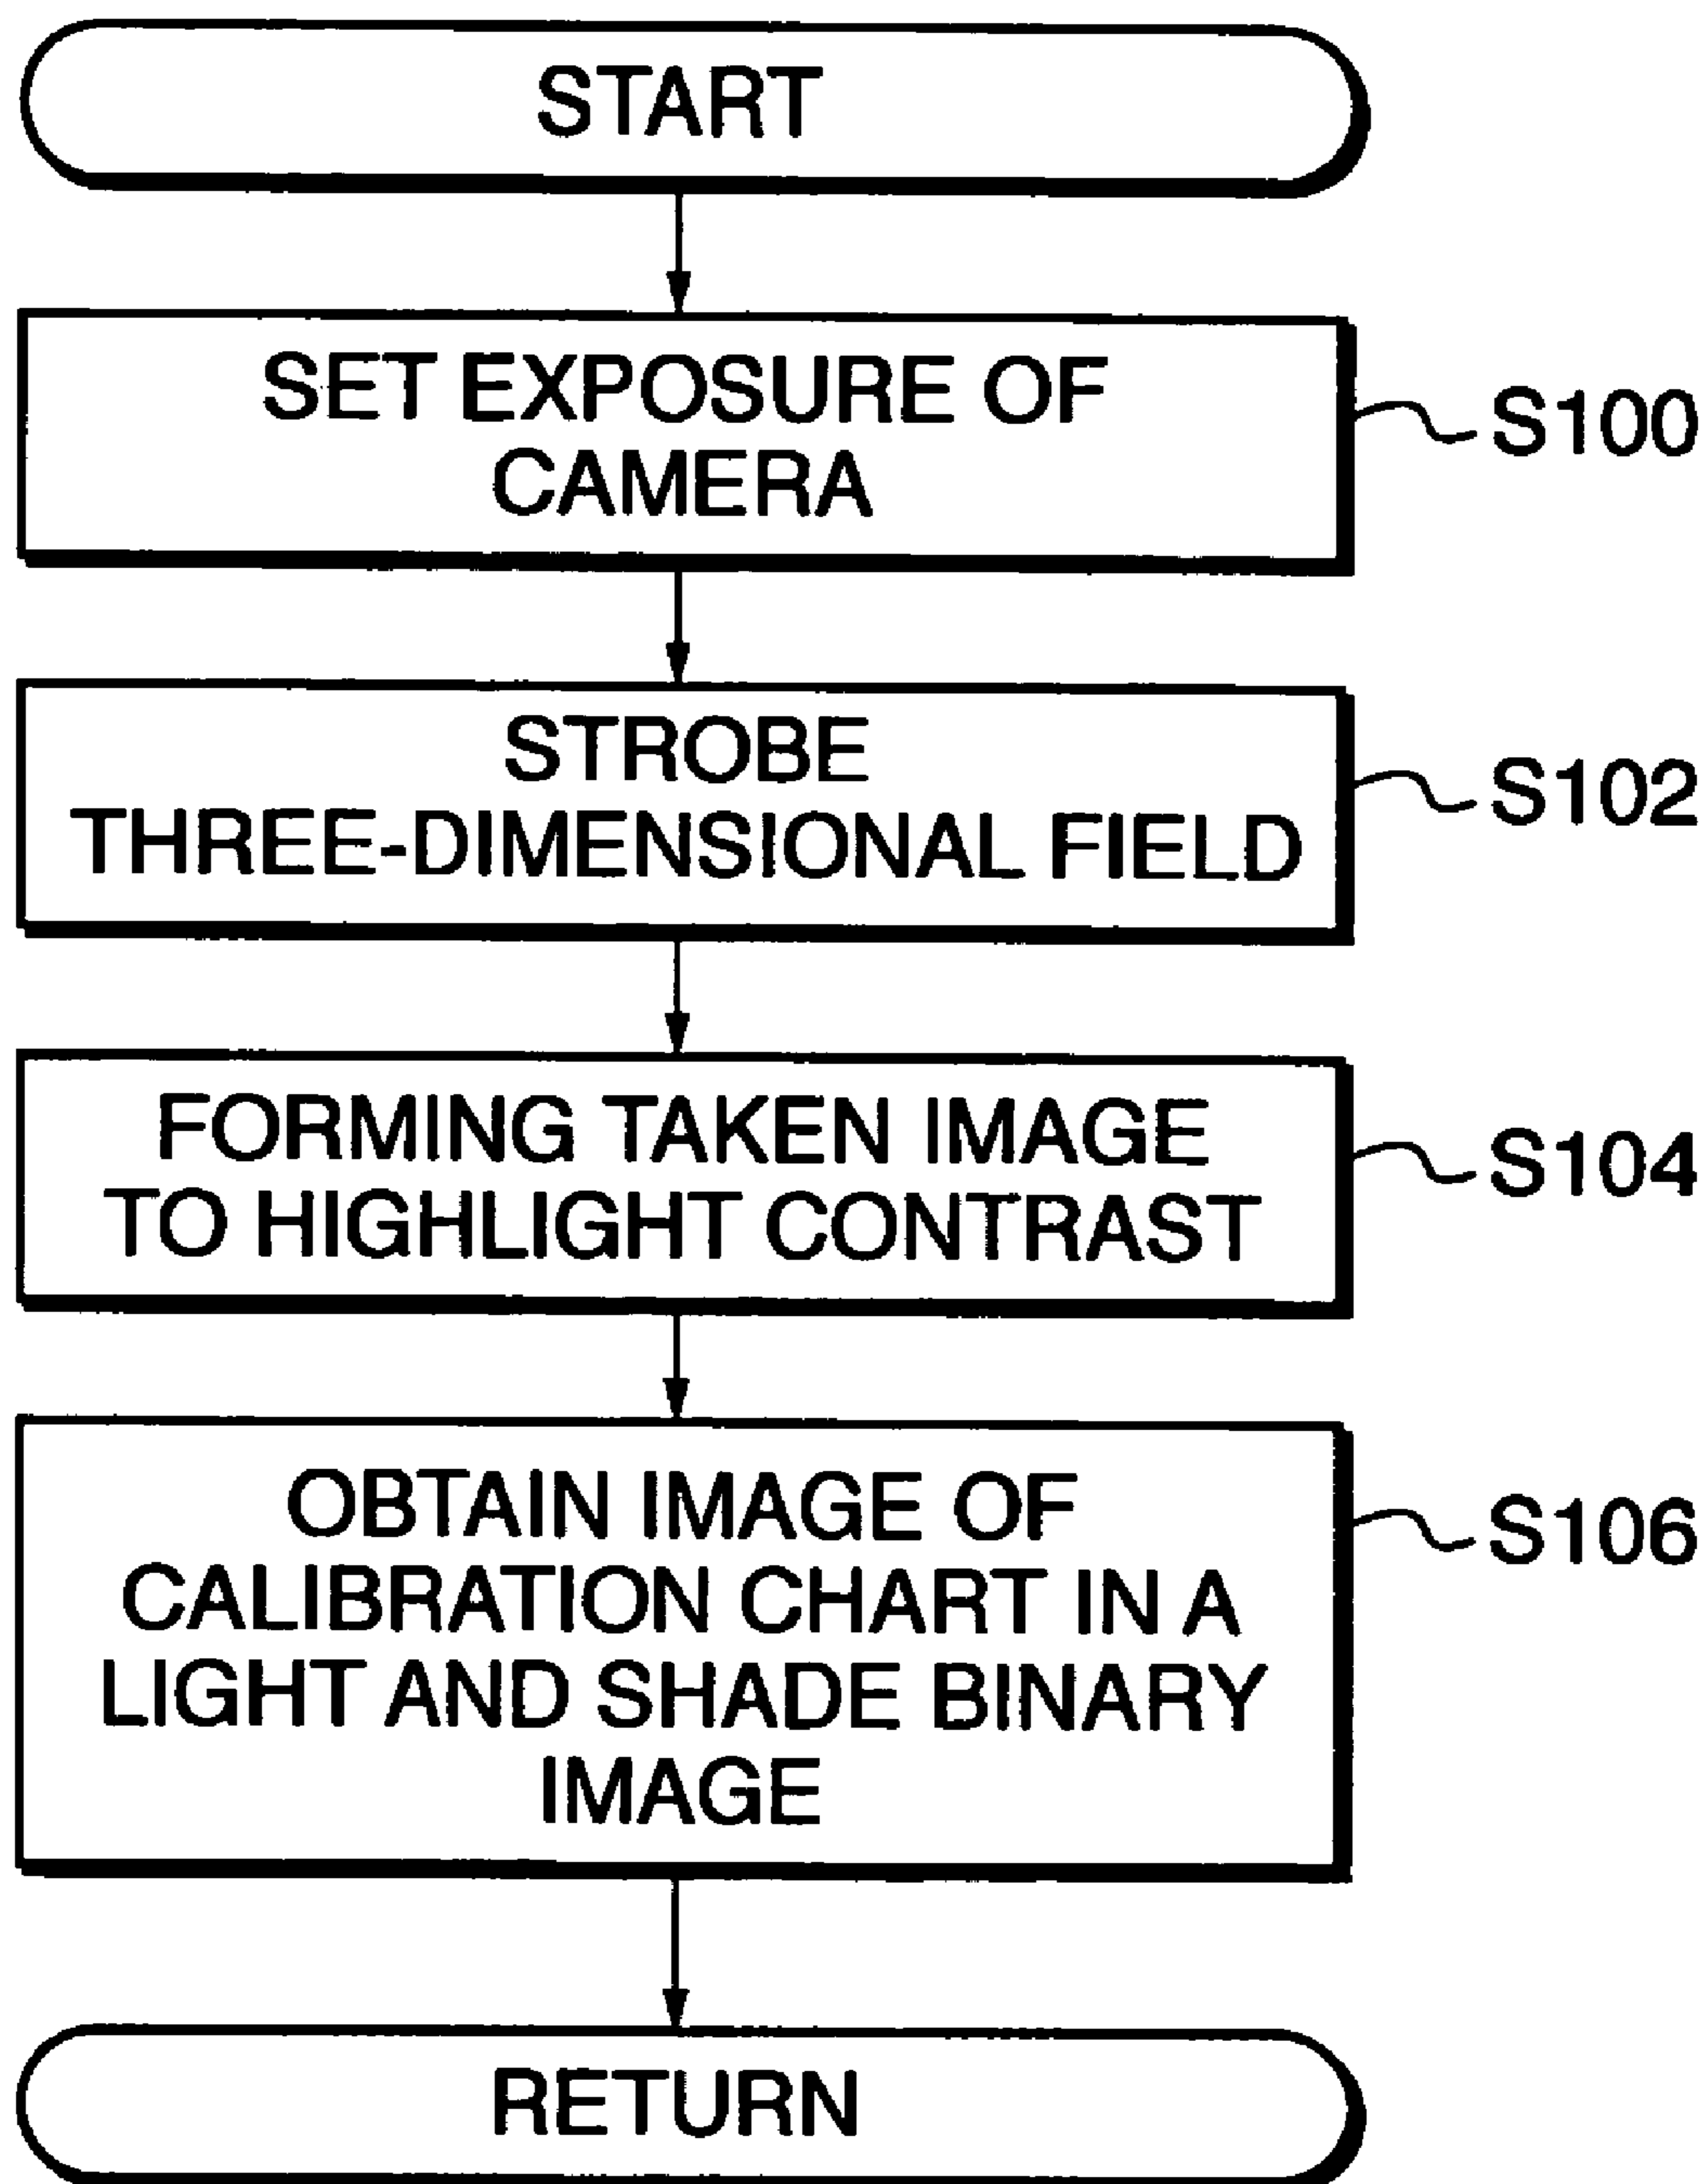 START
SET EXPOSURE OF
CAMERA
S100
STROBE
THREE-DIMENSIONAL FIELD
S102
FORMING TAKEN IMAGE
TO HIGHLIGHT CONTRAST
S104
OBTAIN IMAGE OF
CALIBRATION CHART IN A
LIGHT AND SHADE BINARY
IMAGE
S106
RETURN